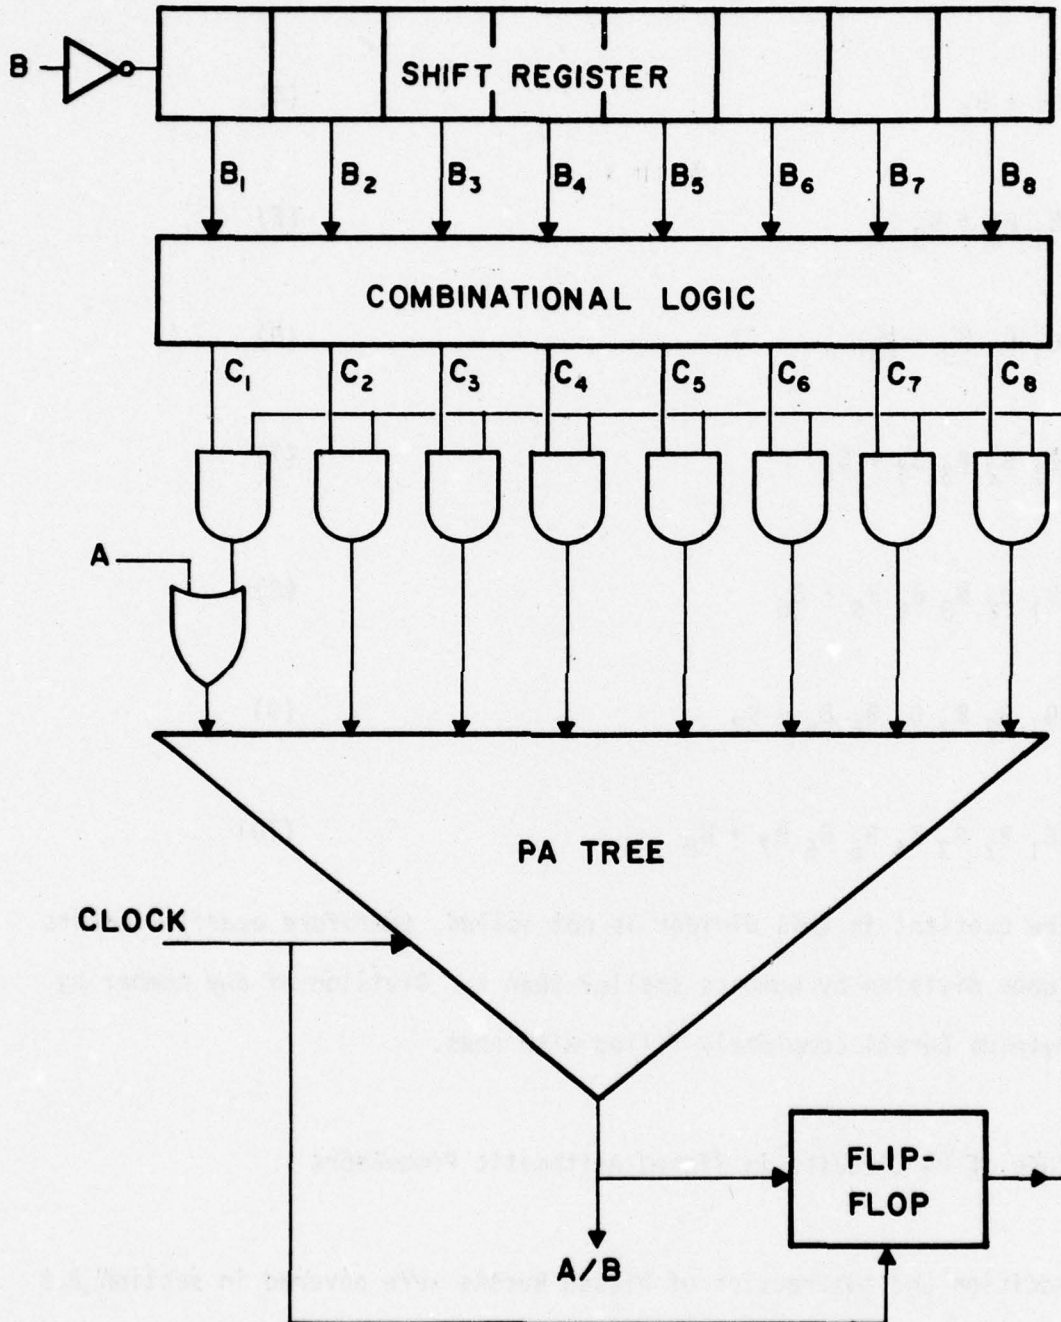 B
SHIFT REGISTER
B₁ B₂ B₃ B₄ B₅ B₆ B₇ B₈
COMBINATIONAL LOGIC
C₁ C₂ C₃ C₄ C₅ C₆ C₇ C₈
A
PA TREE
CLOCK
FLIP-
FLOP
A/B